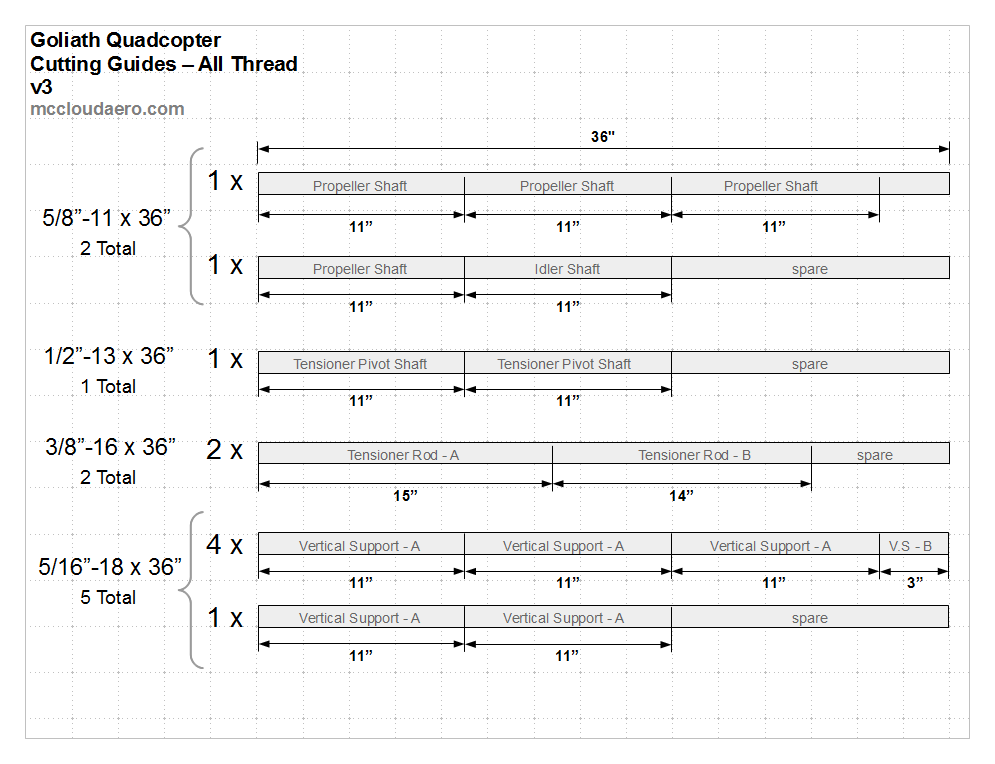 Goliath Quadcopter
Cutting Guides – All Thread
v3
mccloudaero.com
36"
5/8”-11 x 36”
2 Total
1 x
Propeller Shaft Propeller Shaft Propeller Shaft
11” 11” 11”
1 x
Propeller Shaft Idler Shaft spare
11” 11”
1/2”-13 x 36”
1 Total
1 x
Tensioner Pivot Shaft Tensioner Pivot Shaft spare
11” 11”
3/8”-16 x 36”
2 Total
2 x
Tensioner Rod - A Tensioner Rod - B spare
15” 14”
5/16”-18 x 36”
5 Total
4 x
Vertical Support - A Vertical Support - A Vertical Support - A V.S - B
11” 11” 11” 3”
1 x
Vertical Support - A Vertical Support - A spare
11” 11”